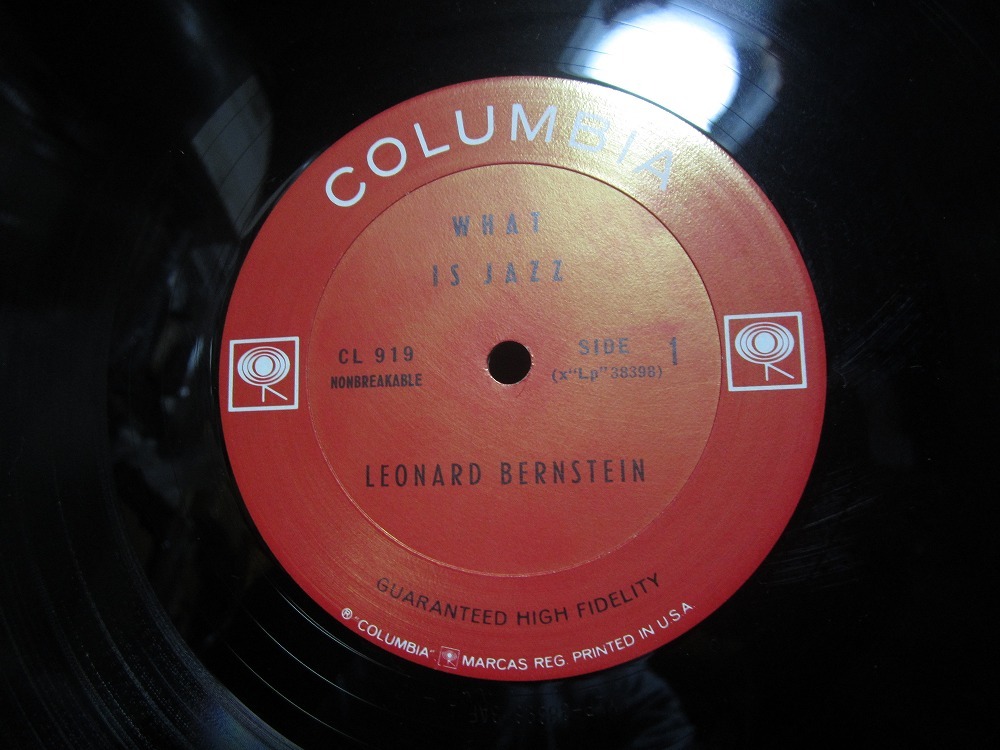 COLUMBIA
WHAT
IS JAZZ
CL 919
NONBREAKABLE
SIDE 1
(x"Lp"38398)
LEONARD BERNSTEIN
GUARANTEED HIGH FIDELITY
® "COLUMBIA", MARCAS REG. PRINTED IN U.S.A.